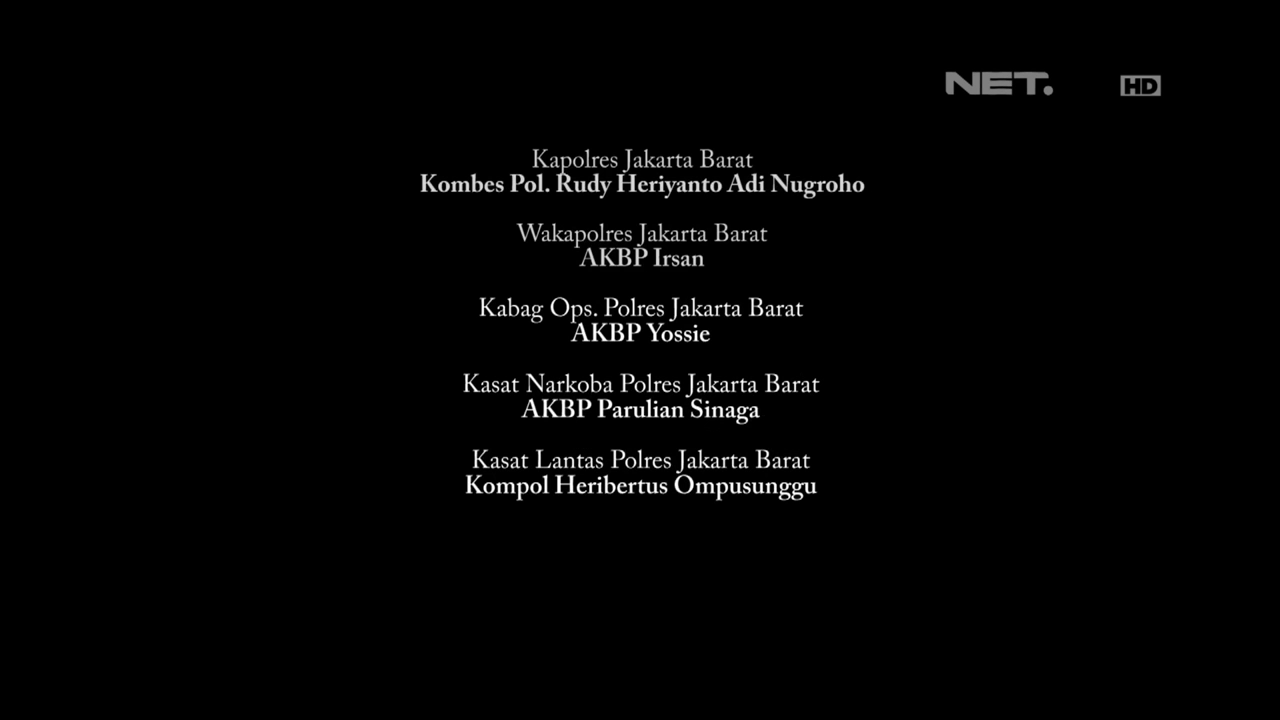 NET.
HD
Kapolres Jakarta Barat
Kombes Pol. Rudy Heriyanto Adi Nugroho
Wakapolres Jakarta Barat
AKBP Irsan
Kabag Ops. Polres Jakarta Barat
AKBP Yossie
Kasat Narkoba Polres Jakarta Barat
AKBP Parulian Sinaga
Kasat Lantas Polres Jakarta Barat
Kompol Heribertus Ompusunggu